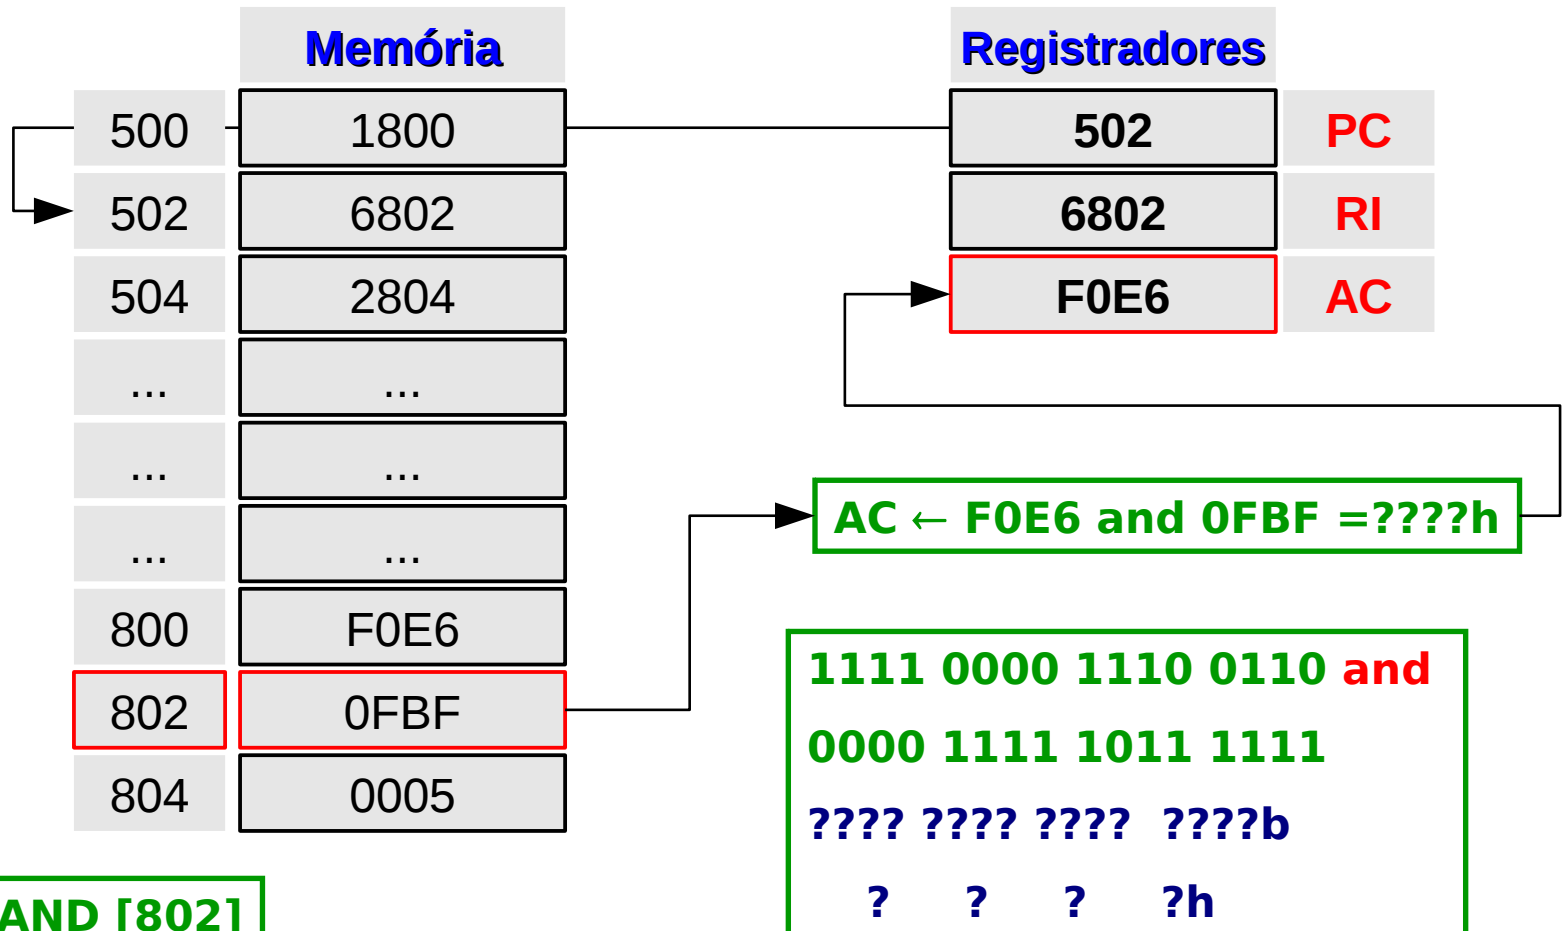 Memória Registradores
500 1800 502 PC
502 6802 6802 RI
504 2804 F0E6 AC
... ...
... ...
AC ← F0E6 and 0FBF =????h
... ...
800 F0E6
1111 0000 1110 0110 and
802 0FBF
0000 1111 1011 1111
804 0005
???? ???? ???? ????b
? ? ? ?h
AND [802]